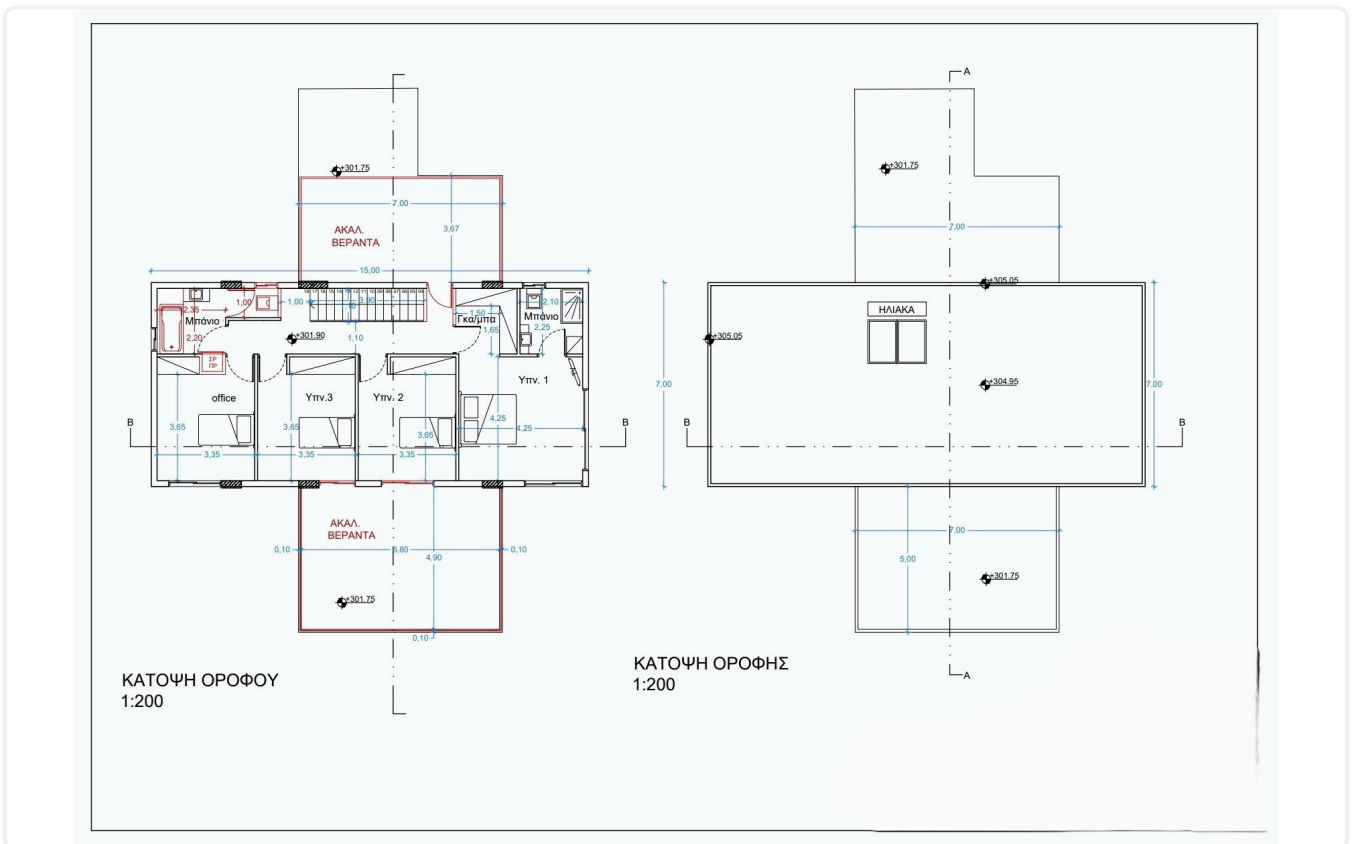 +301.75
7,00
3,67
ΑΚΑΛ.
ΒΕΡΑΝΤΑ
15,00
1,00
1,00
3,90
2,35
Μπάνιο
2,20
+301.90
1,10
1,50
Γκα/μπα
1,65
2,10
Μπάνιο
2,25
ΣΡ
ΠΡ
office
Υπν.3
Υπν. 2
Υπν. 1
3,65
3,65
3,65
4,25
4,25
3,35
3,35
3,35
B
B
ΑΚΑΛ.
ΒΕΡΑΝΤΑ
0,10
6,80
0,10
4,90
+301.75
0,10
ΚΑΤΟΨΗ ΟΡΟΦΟΥ
1:200
A
+301.75
7,00
+305.05
ΗΛΙΑΚΑ
+305.05
7,00
+304.95
7,00
B
B
7,00
5,00
+301.75
A
ΚΑΤΟΨΗ ΟΡΟΦΗΣ
1:200